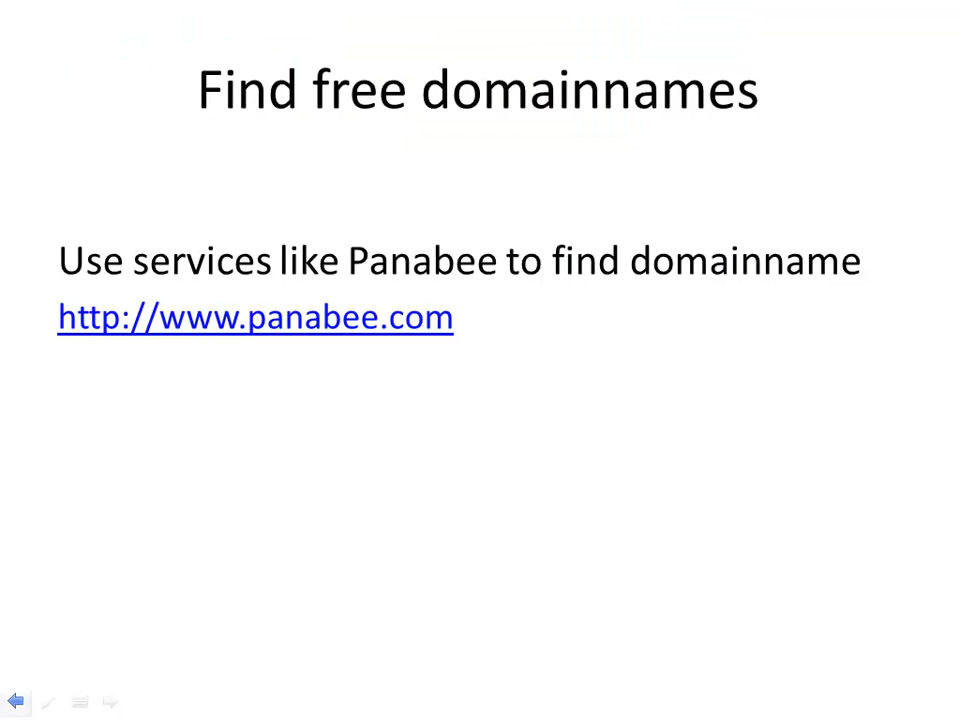 Find free domainnames
Use services like Panabee to find domainname
http://www.panabee.com